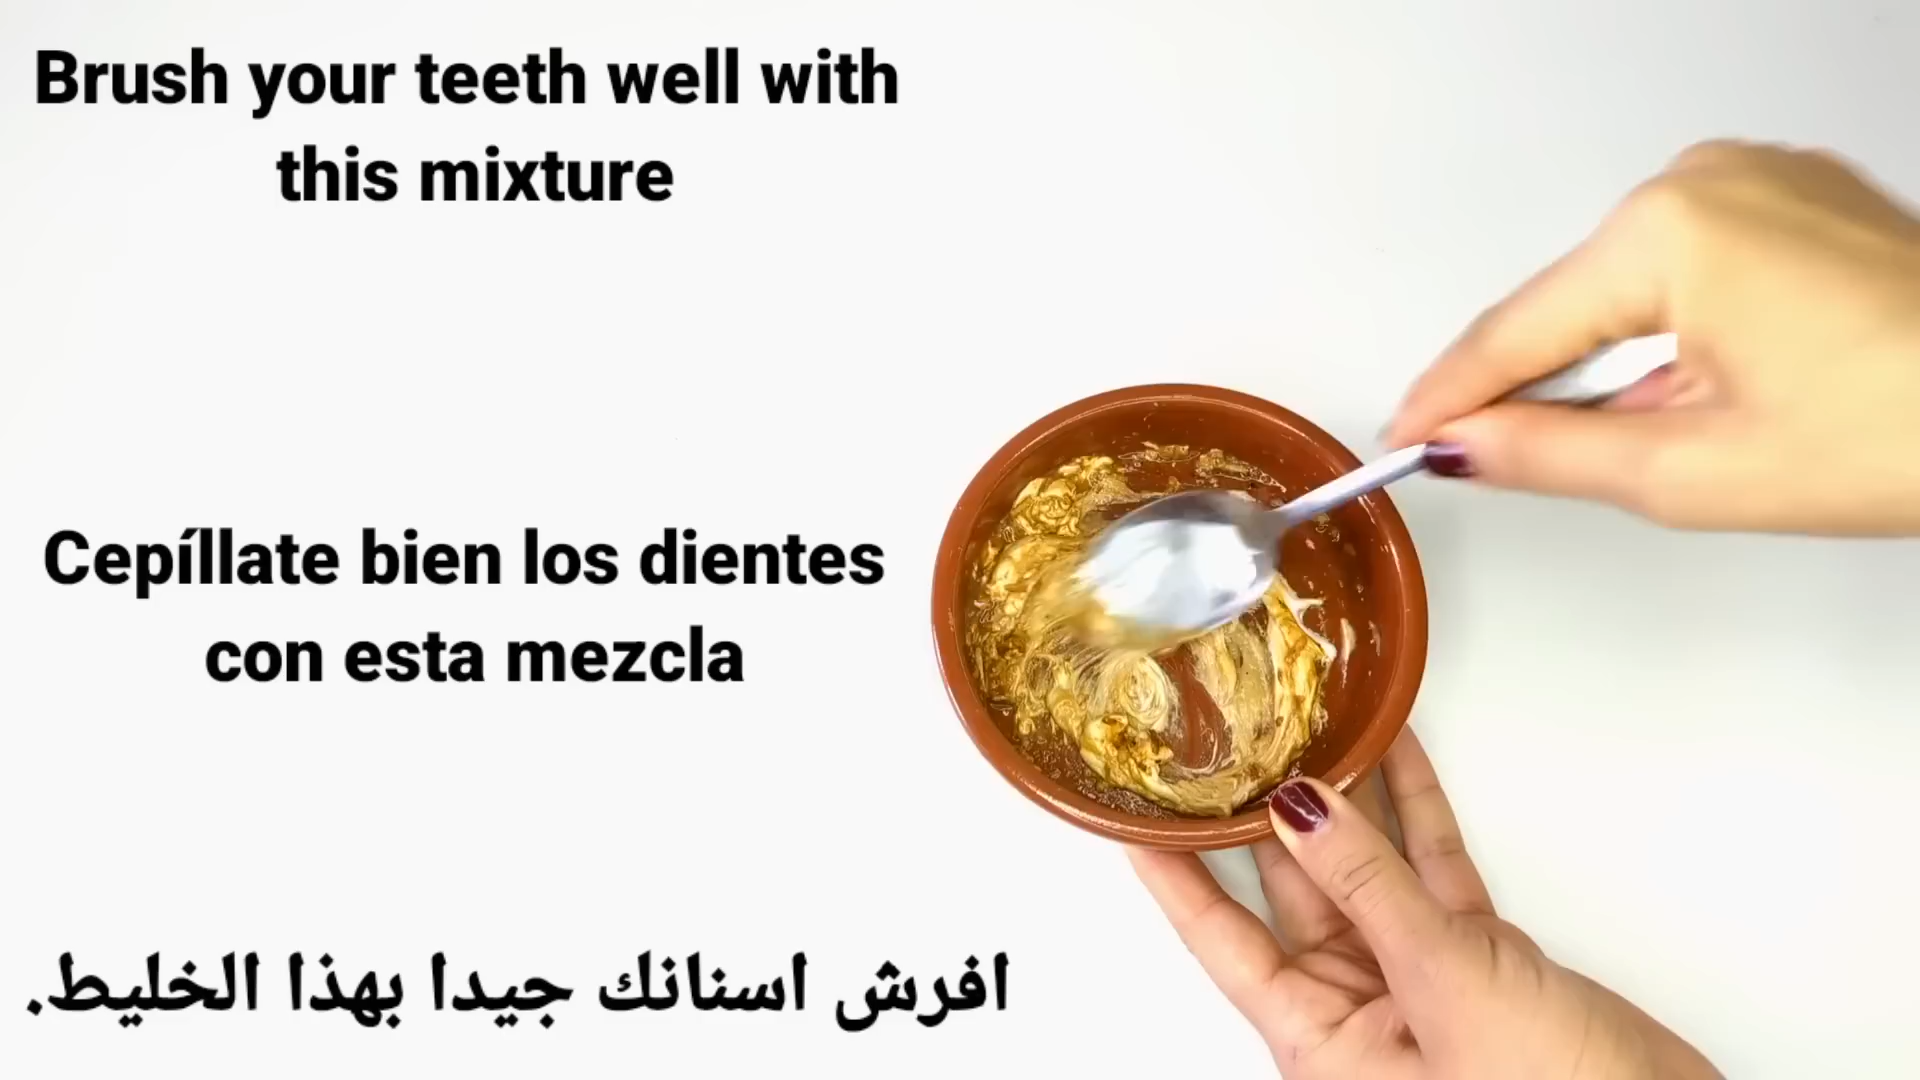 Brush your teeth well with
this mixture
Cepíllate bien los dientes
con esta mezcla
افرش اسنانك جيدا بهذا الخليط.